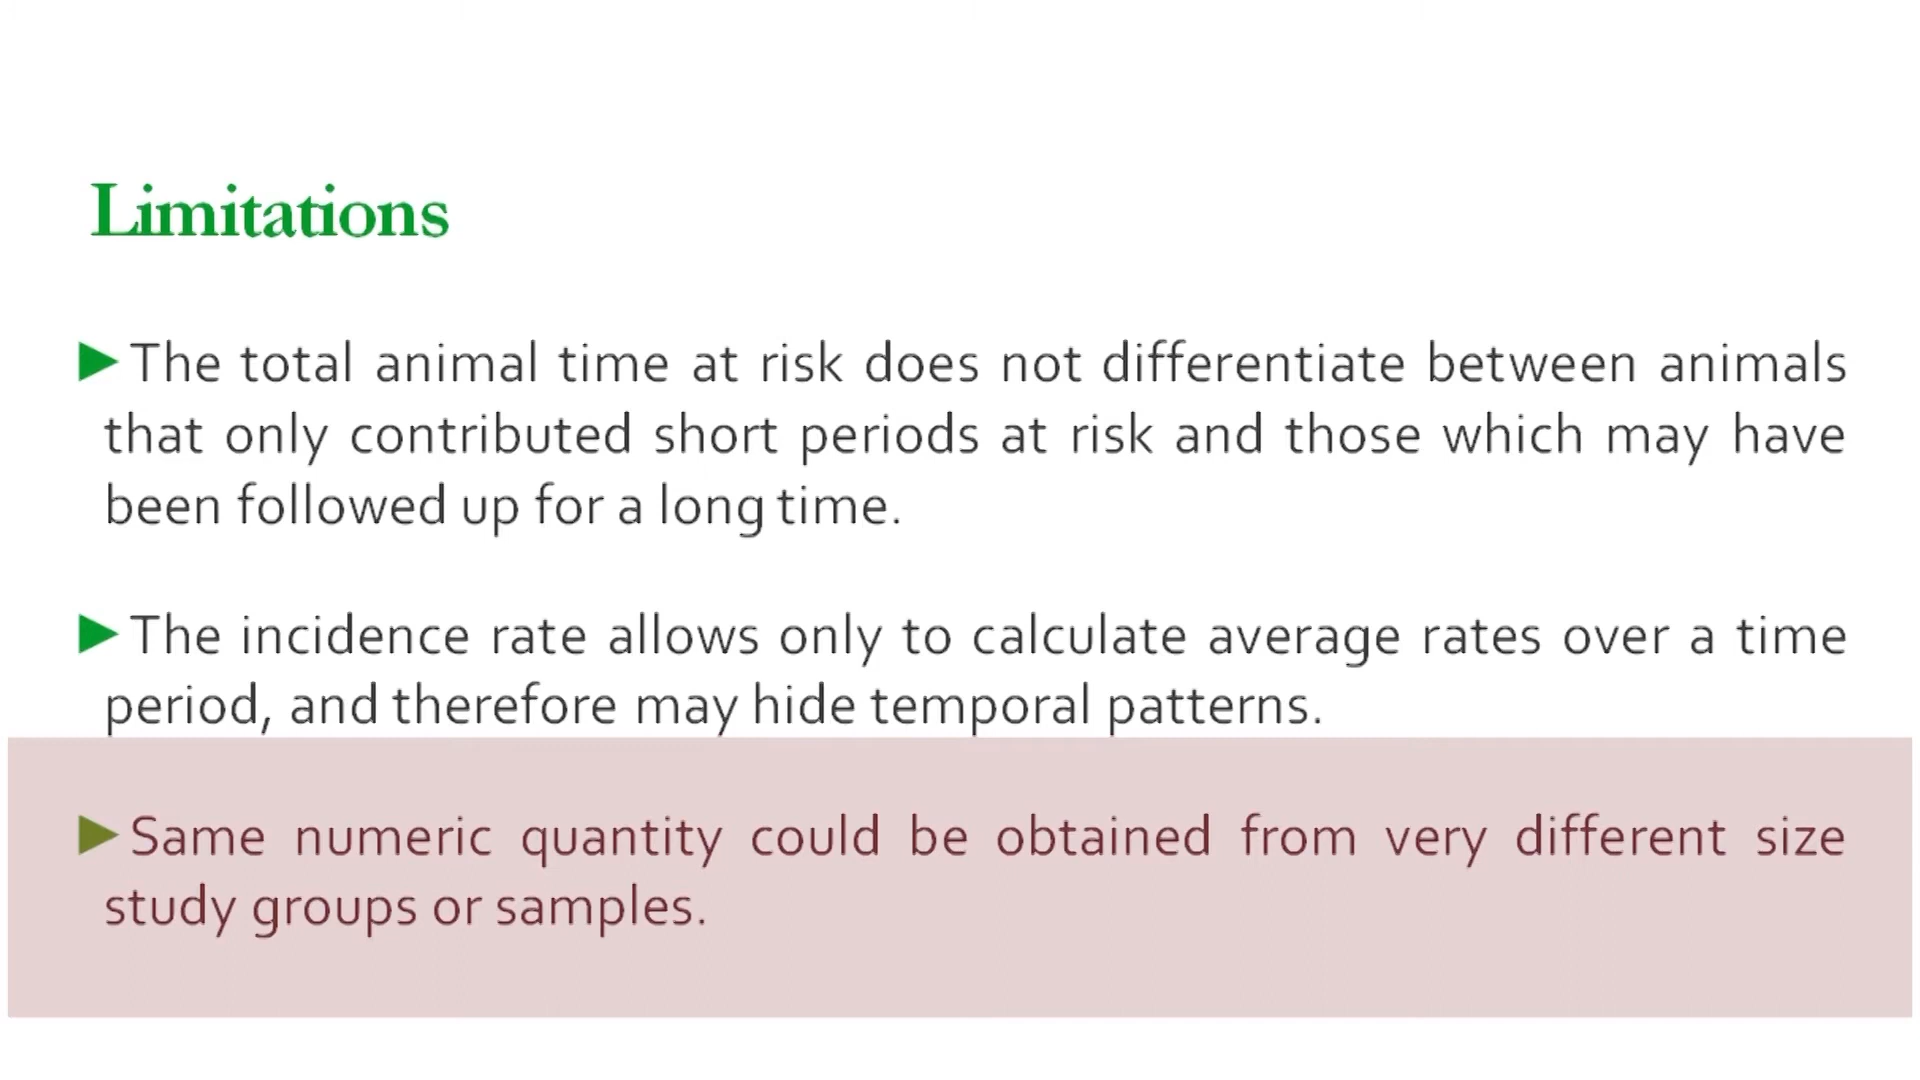 Limitations
►The total animal time at risk does not differentiate between animals
that only contributed short periods at risk and those which may have
been followed up for a long time.
►The incidence rate allows only to calculate average rates over a time
period, and therefore may hide temporal patterns.
►Same numeric quantity could be obtained from very different size
study groups or samples.